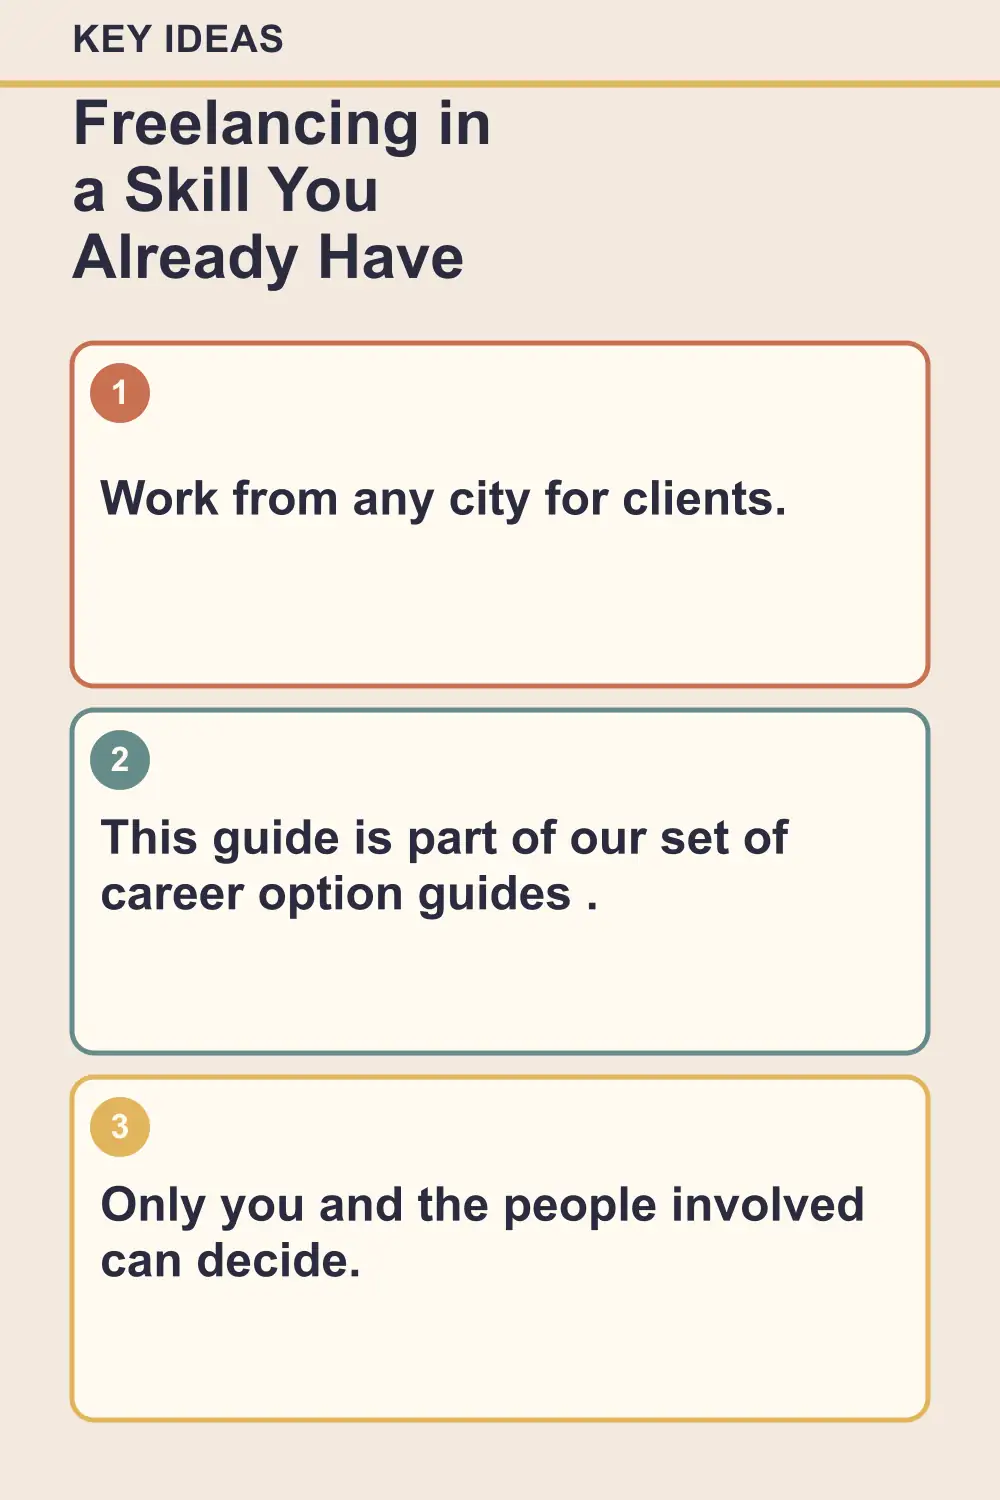 KEY IDEAS
Freelancing in
a Skill You
Already Have
1
Work from any city for clients.
2
This guide is part of our set of
career option guides .
3
Only you and the people involved
can decide.